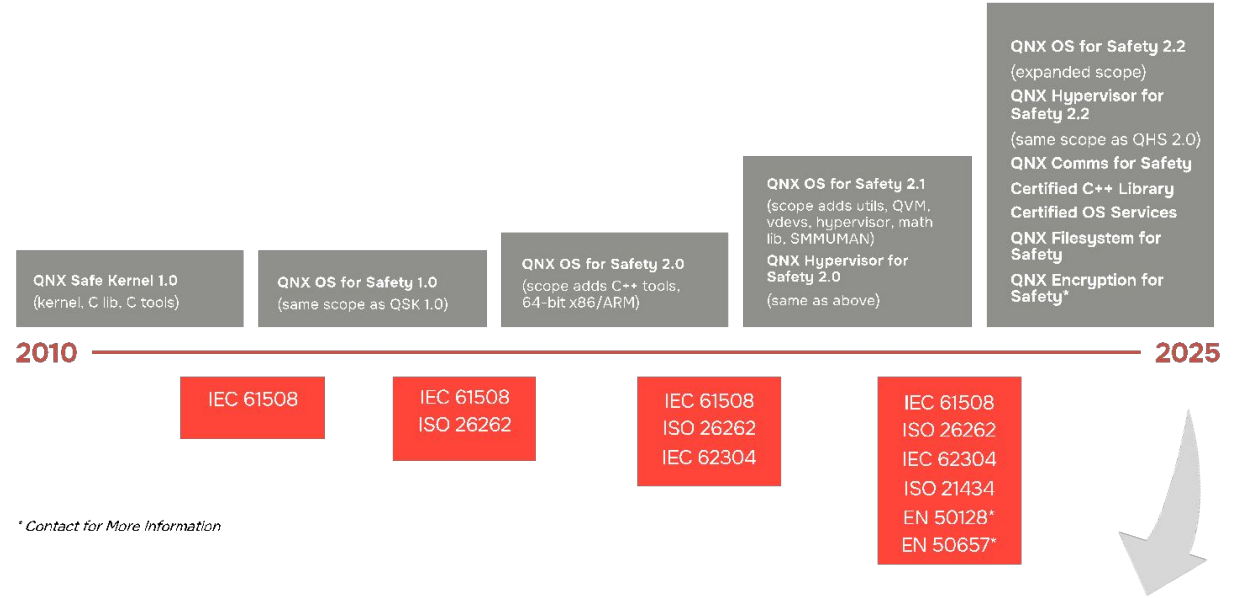 QNX Safe Kernel 1.0
(kernel, C lib, C tools)
QNX OS for Safety 1.0
(same scope as QSK 1.0)
QNX OS for Safety 2.0
(scope adds C++ tools,
64-bit x86/ARM)
QNX OS for Safety 2.1
(scope adds utils, QVM,
vdevs, hypervisor, math
lib, SMMUMAN)
QNX Hypervisor for
Safety 2.0
(same as above)
QNX OS for Safety 2.2
(expanded scope)
QNX Hypervisor for
Safety 2.2
(same scope as QHS 2.0)
QNX Comms for Safety
Certified C++ Library
Certified OS Services
QNX Filesystem for
Safety
QNX Encryption for
Safety*
2010
2025
IEC 61508
IEC 61508
ISO 26262
IEC 61508
ISO 26262
IEC 62304
IEC 61508
ISO 26262
IEC 62304
ISO 21434
EN 50128*
EN 50657*
* Contact for More Information